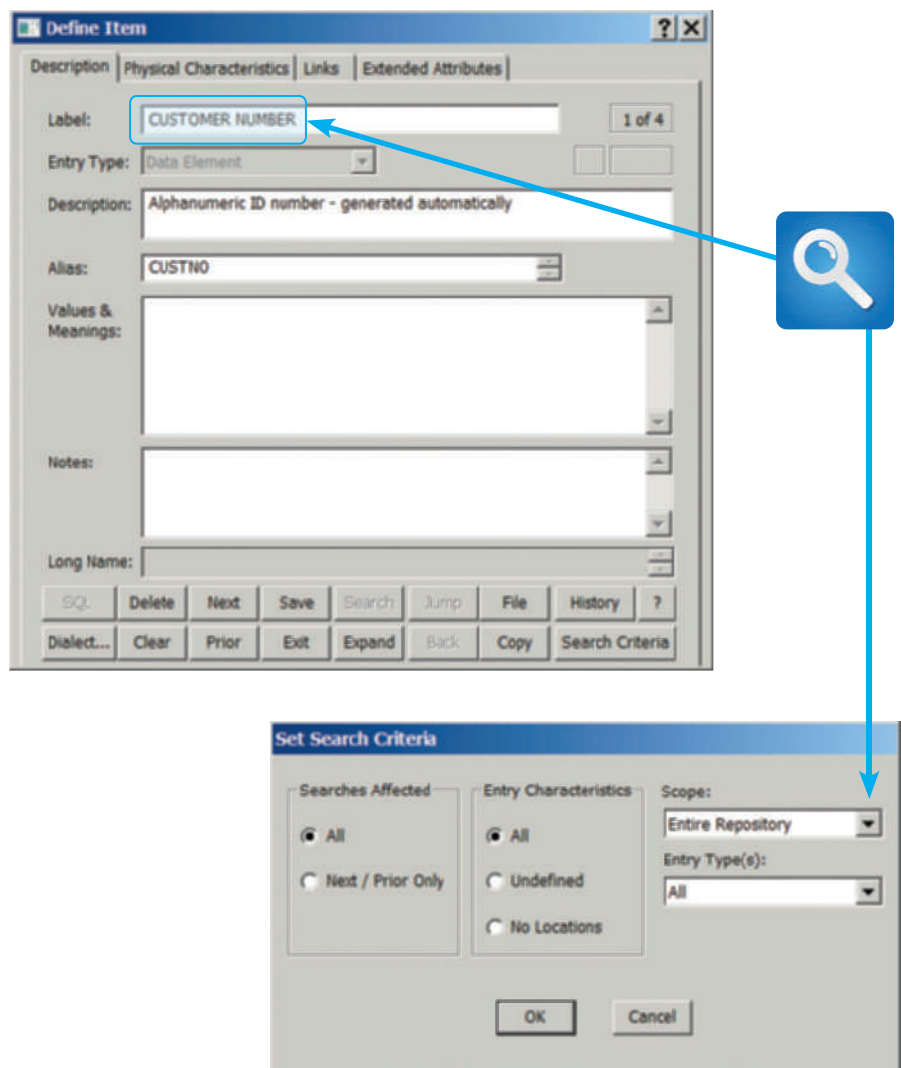 Define Item
? X
Description Physical Characteristics Links Extended Attributes
Label: CUSTOMER NUMBER 1 of 4
Entry Type: Data Element
Description: Alphanumeric ID number - generated automatically
Alias: CUSTNO
Values &
Meanings:
Notes:
Long Name:
SQL Delete Next Save Search Jump File History ?
Dialect... Clear Prior Exit Expand Back Copy Search Criteria
Set Search Criteria
Searches Affected Entry Characteristics Scope:
All All Entire Repository
Entry Type(s):
Next / Prior Only Undefined All
No Locations
OK Cancel